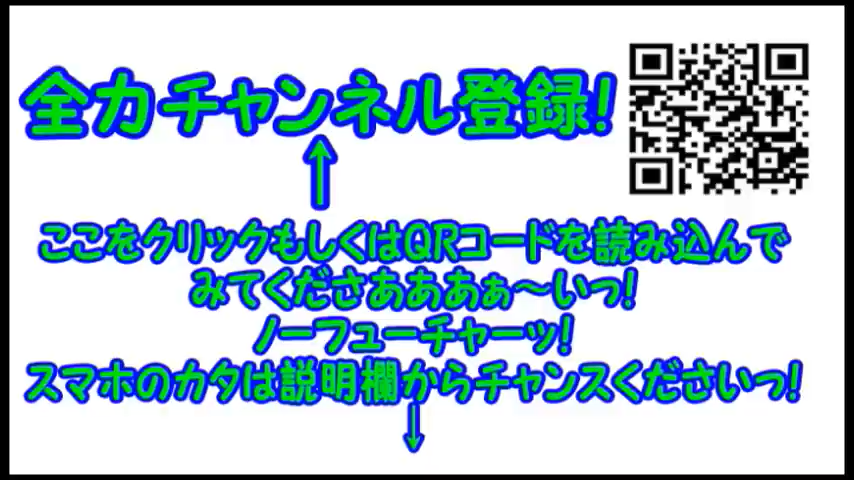 全力チャンネル登録!
↑
ここをクリックもしくはQRコードを読み込んで
みてくださあああぁ～いっ!
ノーフューチャーッ!
スマホのカタは説明欄からチャンスくださいっ!
↓